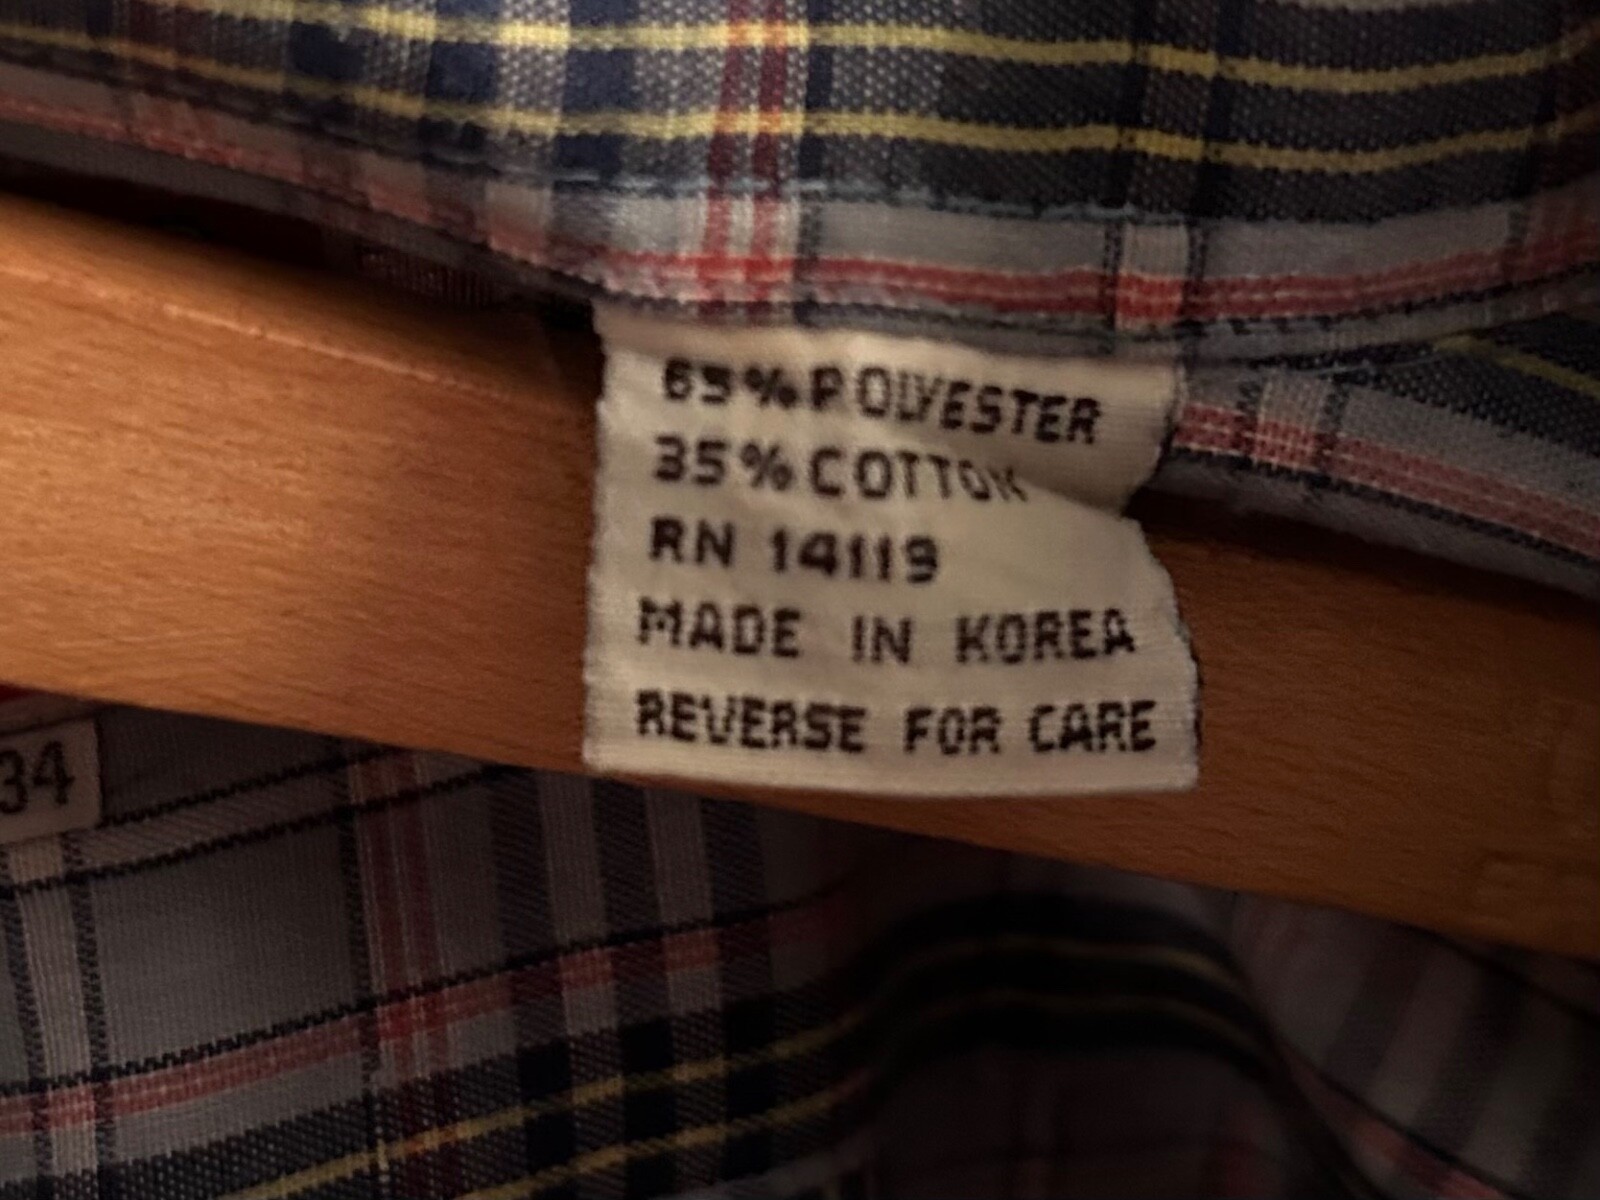 65% POLYESTER
35% COTTON
RN 14119
MADE IN KOREA
REVERSE FOR CARE
34